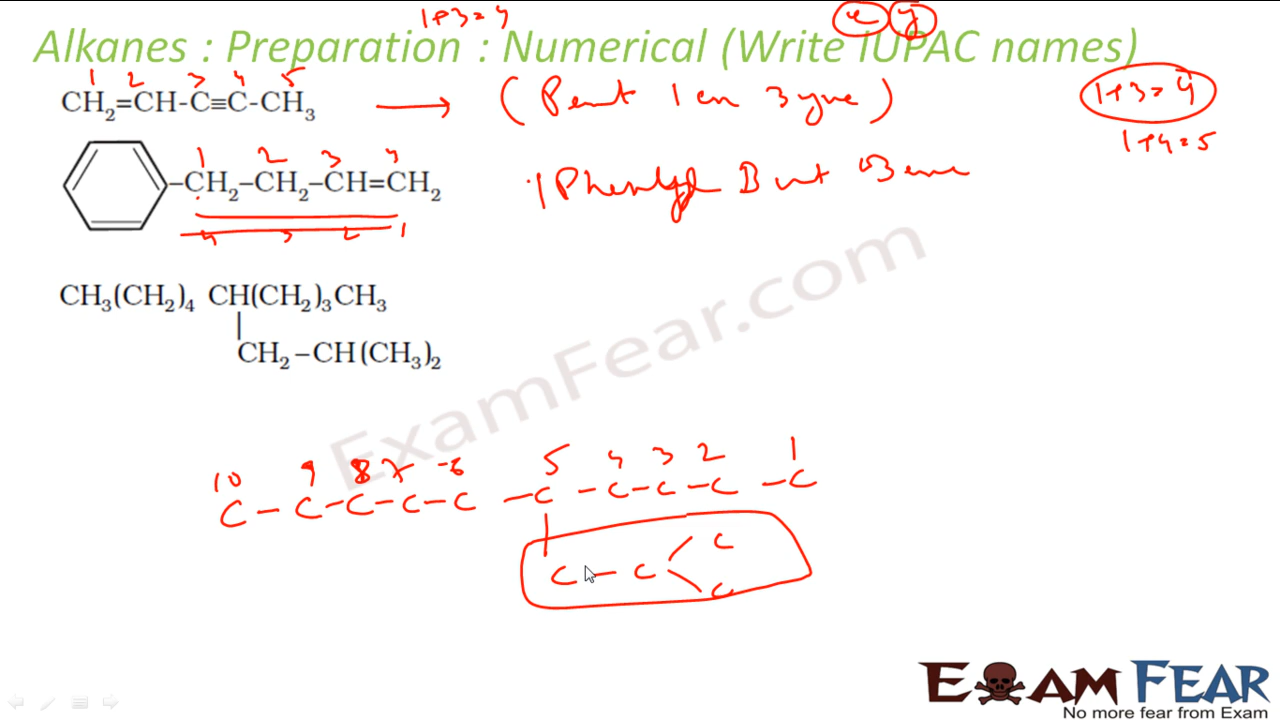 1+3=4
x y
Alkanes : Preparation : Numerical (Write IUPAC names)
1 2 3 4 5
CH2=CH-C≡C-CH3 → (Pent 1 en 3 yne)
1+3=4
1+4=5
1 2 3 4
-CH2-CH2-CH=CH2
1 Phenyl But 3 ene
4 3 2 1
CH3(CH2)4 CH(CH2)3CH3
CH2-CH(CH3)2
ExamFear.com
10 9 8 7 6 5 4 3 2 1
C-C-C-C-C-C-C-C-C-C
C
C-C
C
EXAM FEAR
No more fear from Exam